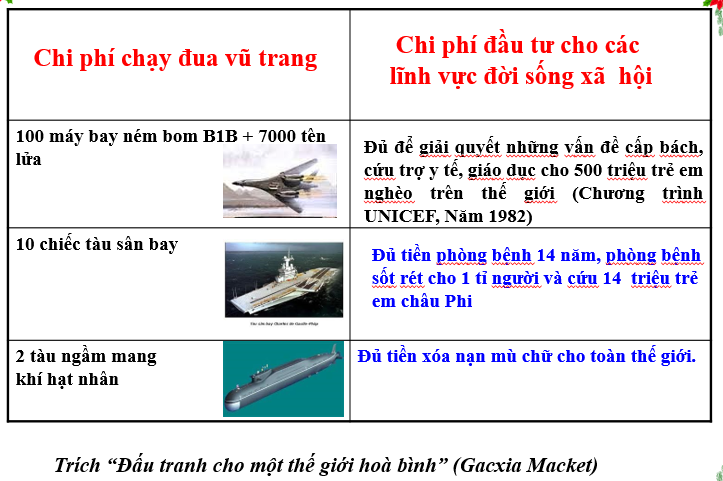 Chi phí chạy đua vũ trang
Chi phí đầu tư cho các
lĩnh vực đời sống xã hội
100 máy bay ném bom B1B + 7000 tên
lửa
Đủ để giải quyết những vấn đề cấp bách,
cứu trợ y tế, giáo dục cho 500 triệu trẻ em
nghèo trên thế giới (Chương trình
UNICEF, Năm 1982)
10 chiếc tàu sân bay
Đủ tiền phòng bệnh 14 năm, phòng bệnh
sốt rét cho 1 tỉ người và cứu 14 triệu trẻ
em châu Phi
2 tàu ngầm mang
khí hạt nhân
Đủ tiền xóa nạn mù chữ cho toàn thế giới.
Trích “Đấu tranh cho một thế giới hoà bình” (Gacxia Macket)